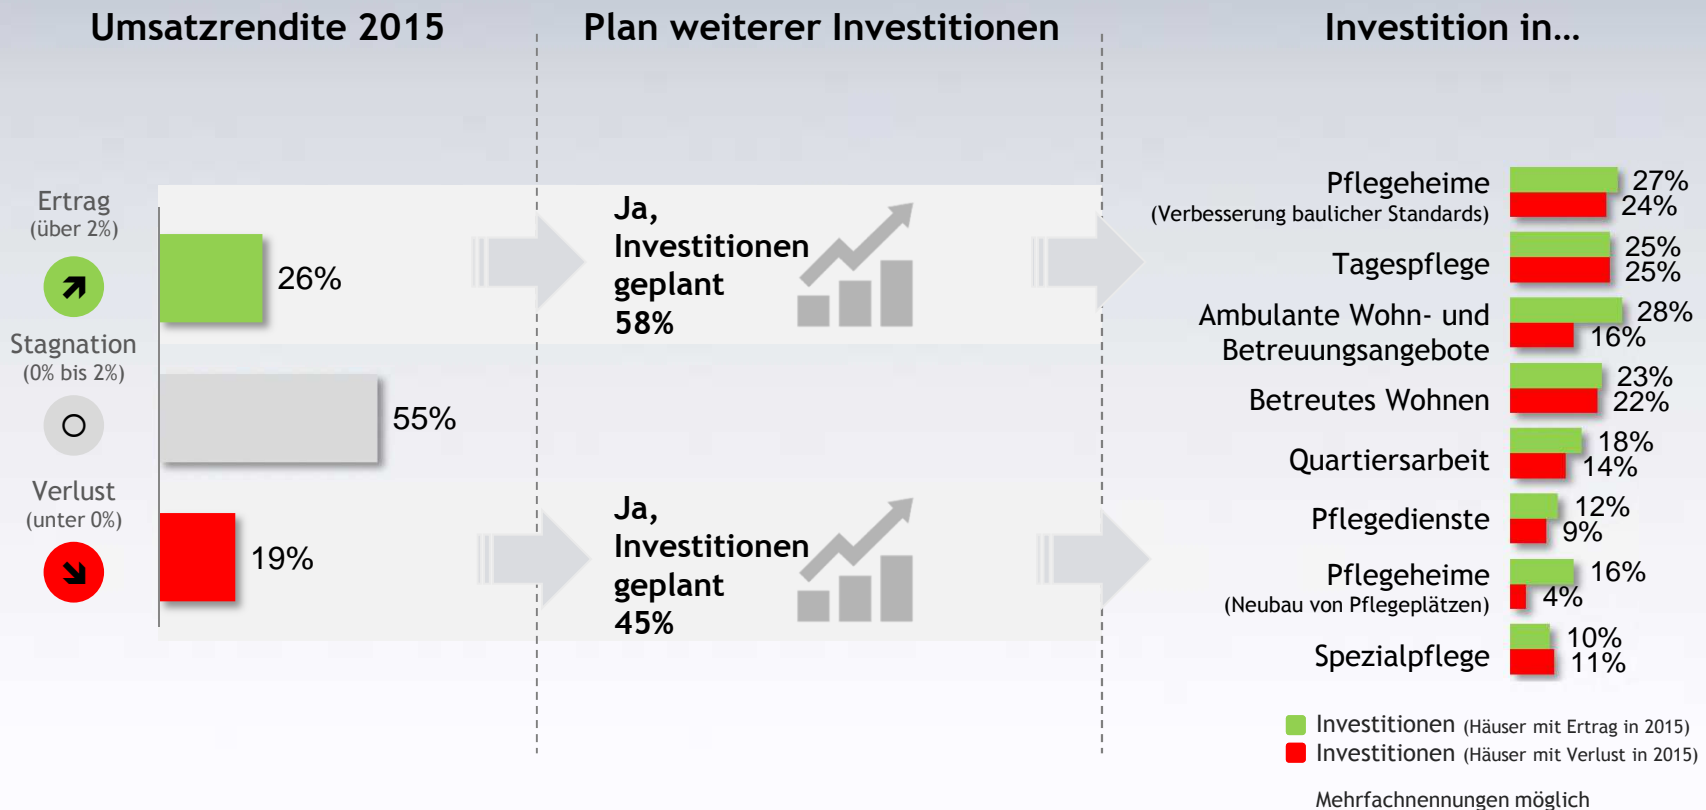 Umsatzrendite 2015
Plan weiterer Investitionen
Investition in…
Ertrag
(über 2%)
26%
Stagnation
(0% bis 2%)
55%
Verlust
(unter 0%)
19%
Ja,
Investitionen
geplant
58%
Ja,
Investitionen
geplant
45%
Pflegeheime
(Verbesserung baulicher Standards)
27%
24%
Tagespflege
25%
25%
Ambulante Wohn- und
Betreuungsangebote
28%
16%
Betreutes Wohnen
23%
22%
Quartiersarbeit
18%
14%
Pflegedienste
12%
9%
Pflegeheime
(Neubau von Pflegeplätzen)
16%
4%
Spezialpflege
10%
11%
Investitionen (Häuser mit Ertrag in 2015)
Investitionen (Häuser mit Verlust in 2015)
Mehrfachnennungen möglich